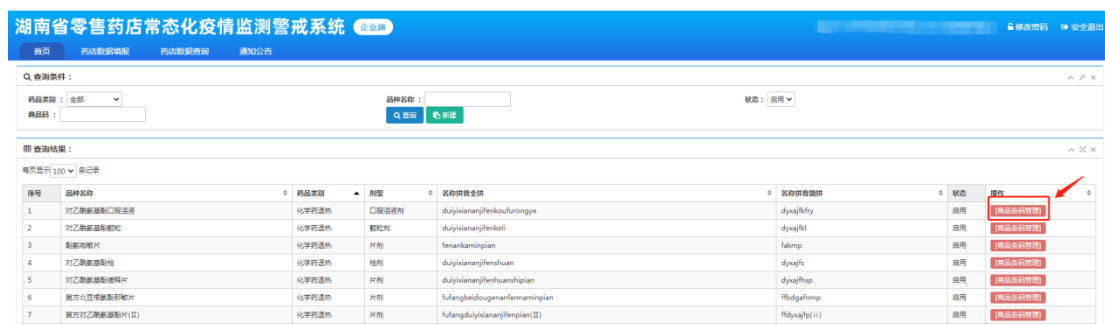 湖南省零售药店常态化疫情监测警戒系统 企业端
修改密码 安全退出
首页 药店数据填报 药店数据查询 通知公告
查询条件：
药品类别 ： 全部 品种名称 ： 状态： 启用
商品码 ： 查询 新建
查询结果：
每页显示 100 条记录
序号 品种名称 药品类别 剂型 名称拼音全拼 名称拼音简拼 状态 操作
1 对乙酰氨基酚口服溶液 化学药退热 口服溶液剂 duiyixiananjifenkoufurongye dyxajfkfry 启用 [商品条码管理]
2 对乙酰氨基酚颗粒 化学药退热 颗粒剂 duiyixiananjifenkeli dyxajfkl 启用 [商品条码管理]
3 酚氨咖敏片 化学药退热 片剂 fenankaminpian fakmp 启用 [商品条码管理]
4 对乙酰氨基酚栓 化学药退热 栓剂 duiyixiananjifenshuan dyxajfs 启用 [商品条码管理]
5 对乙酰氨基酚缓释片 化学药退热 片剂 duiyixiananjifenhuanshipian dyxajfhsp 启用 [商品条码管理]
6 复方北豆根氨酚那敏片 化学药退热 片剂 fufangbeidougenanfennaminpian ffbdgafnmp 启用 [商品条码管理]
7 复方对乙酰氨基酚片(II) 化学药退热 片剂 fufangduiyixiananjifenpian(II) ffdyxajfp(ii) 启用 [商品条码管理]